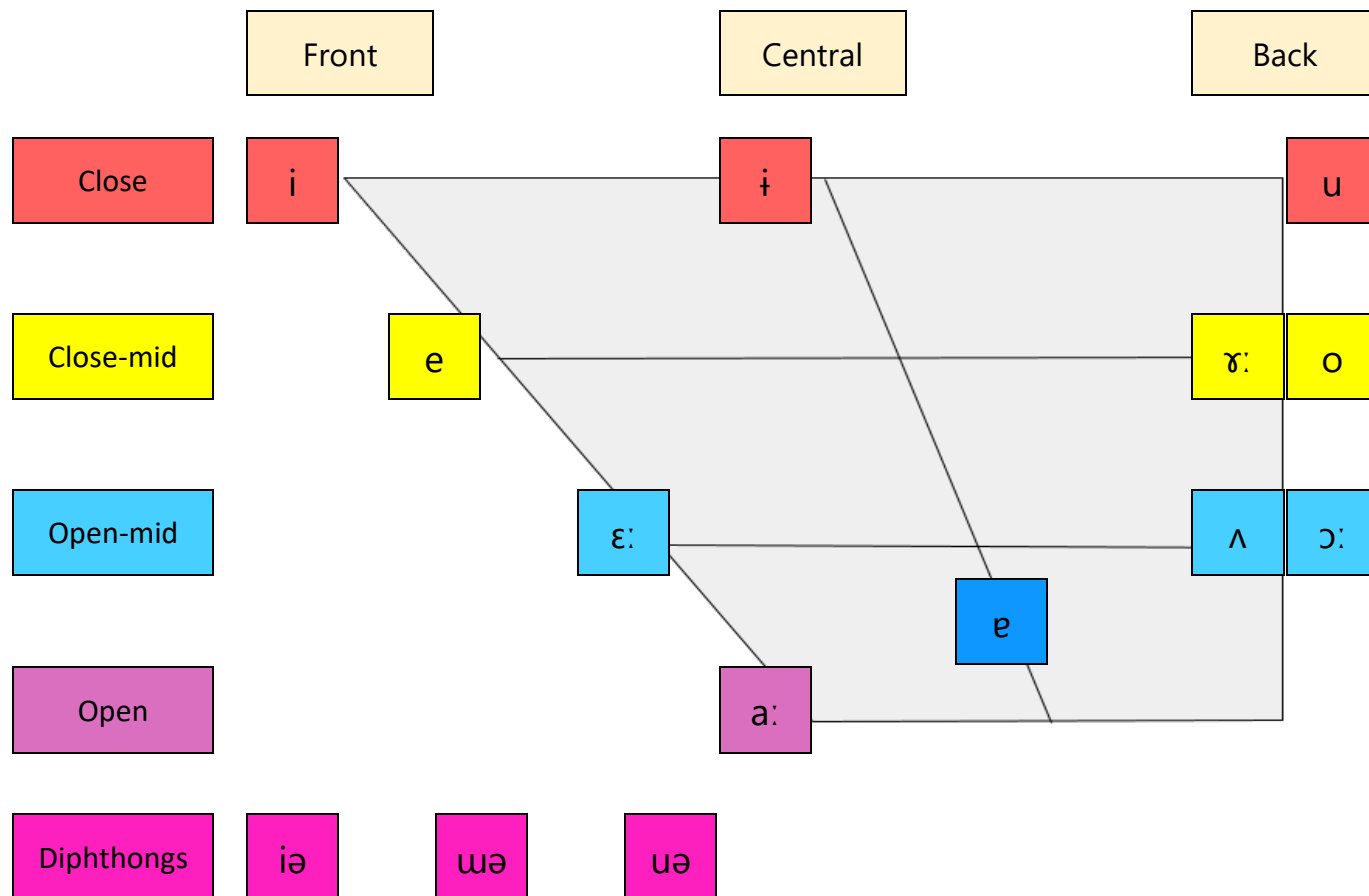 Front Central Back
Close i ɨ u
Close-mid e ɤː o
Open-mid ɛː ʌ ɔː
ɐ
Open aː
Diphthongs iə ɯə uə